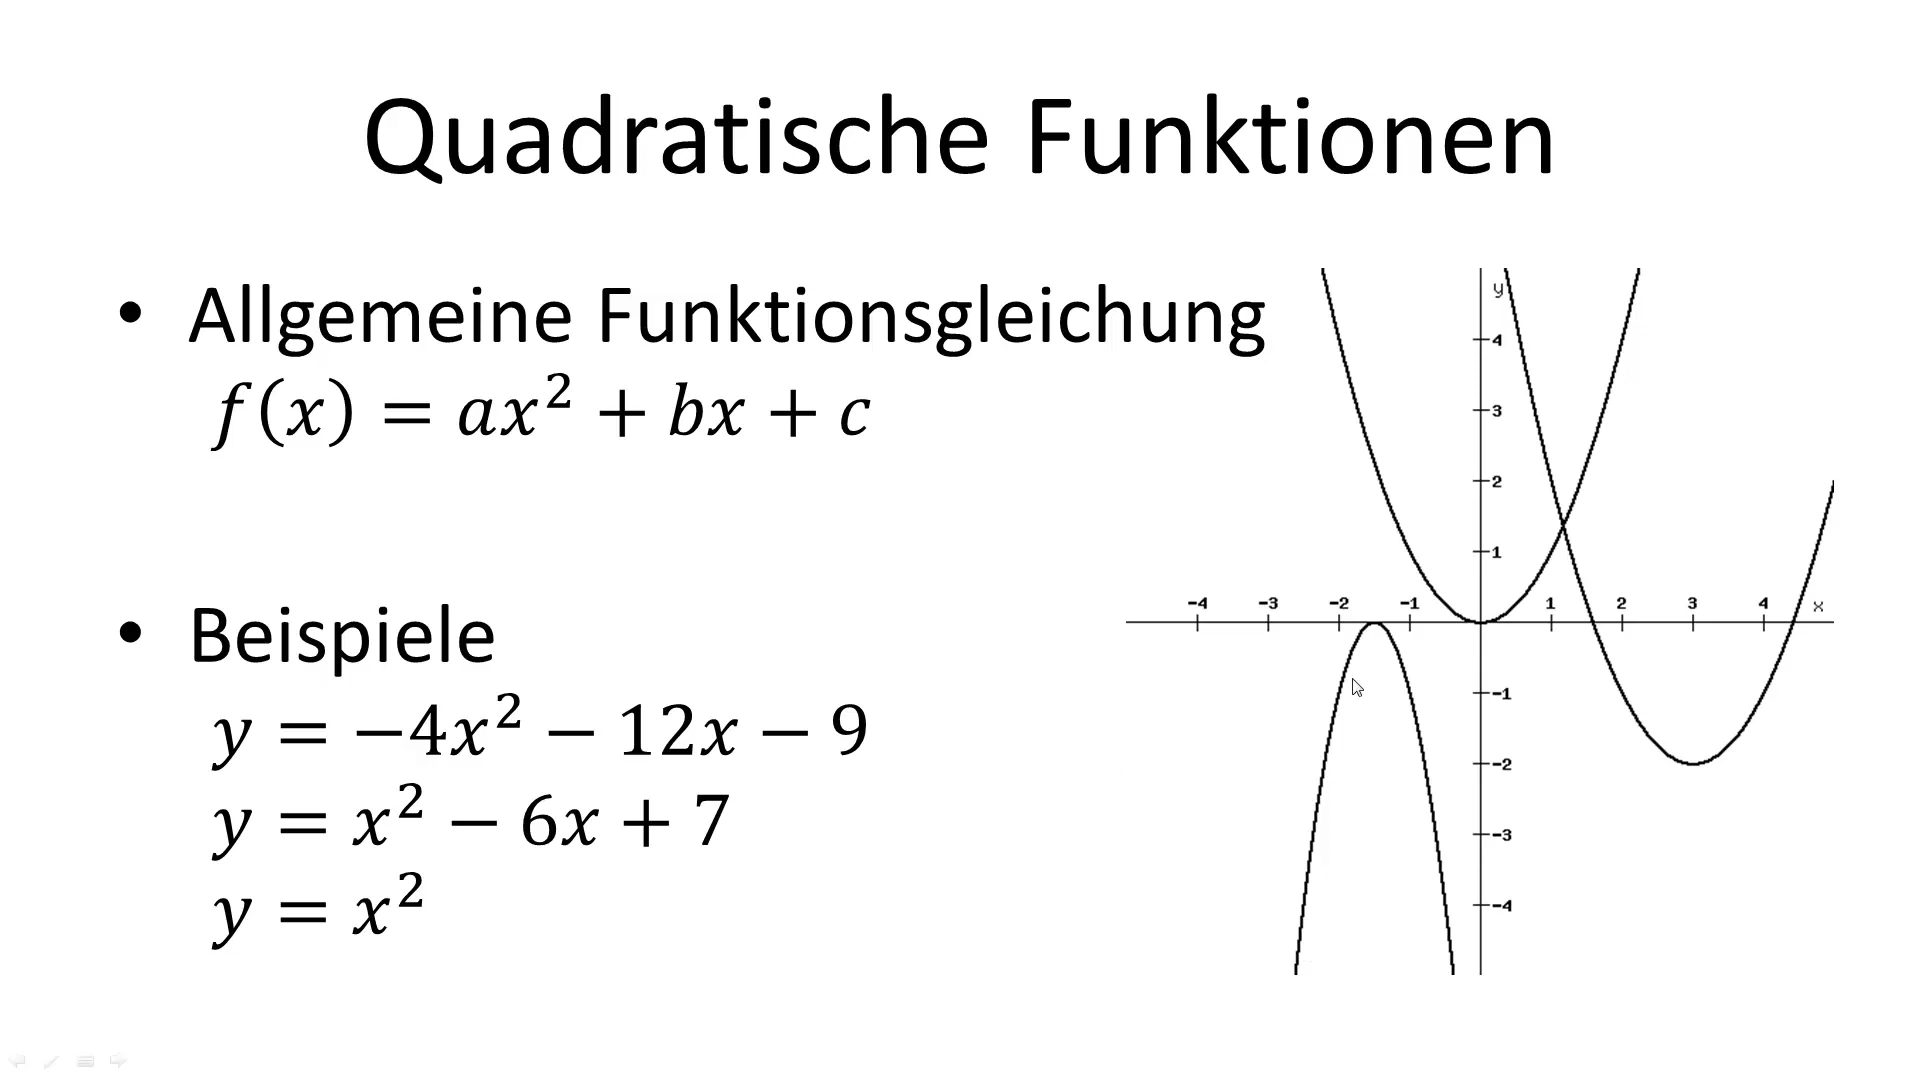 Quadratische Funktionen
• Allgemeine Funktionsgleichung
f(x) = ax² + bx + c
• Beispiele
y = −4x² − 12x − 9
y = x² − 6x + 7
y = x²
y
4
3
2
1
-4 -3 -2 -1 1 2 3 4 x
-1
-2
-3
-4